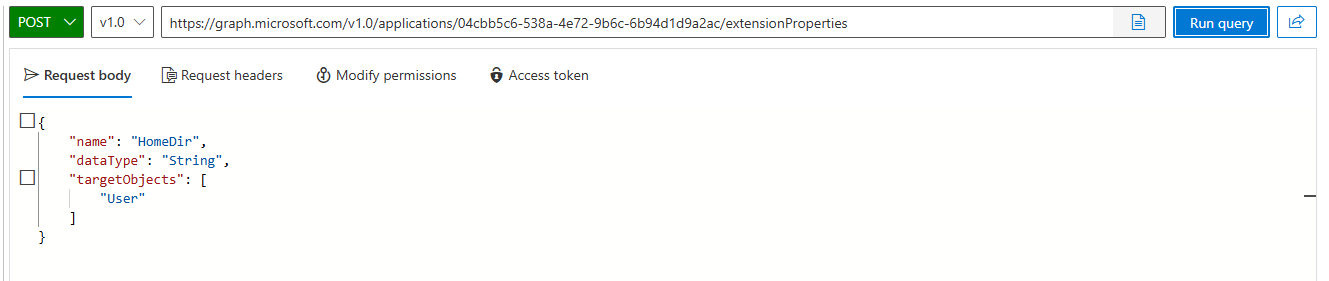 POST v1.0 https://graph.microsoft.com/v1.0/applications/04cbb5c6-538a-4e72-9b6c-6b94d1d9a2ac/extensionProperties Run query
Request body Request headers Modify permissions Access token
{
"name": "HomeDir",
"dataType": "String",
"targetObjects": [
"User"
]
}